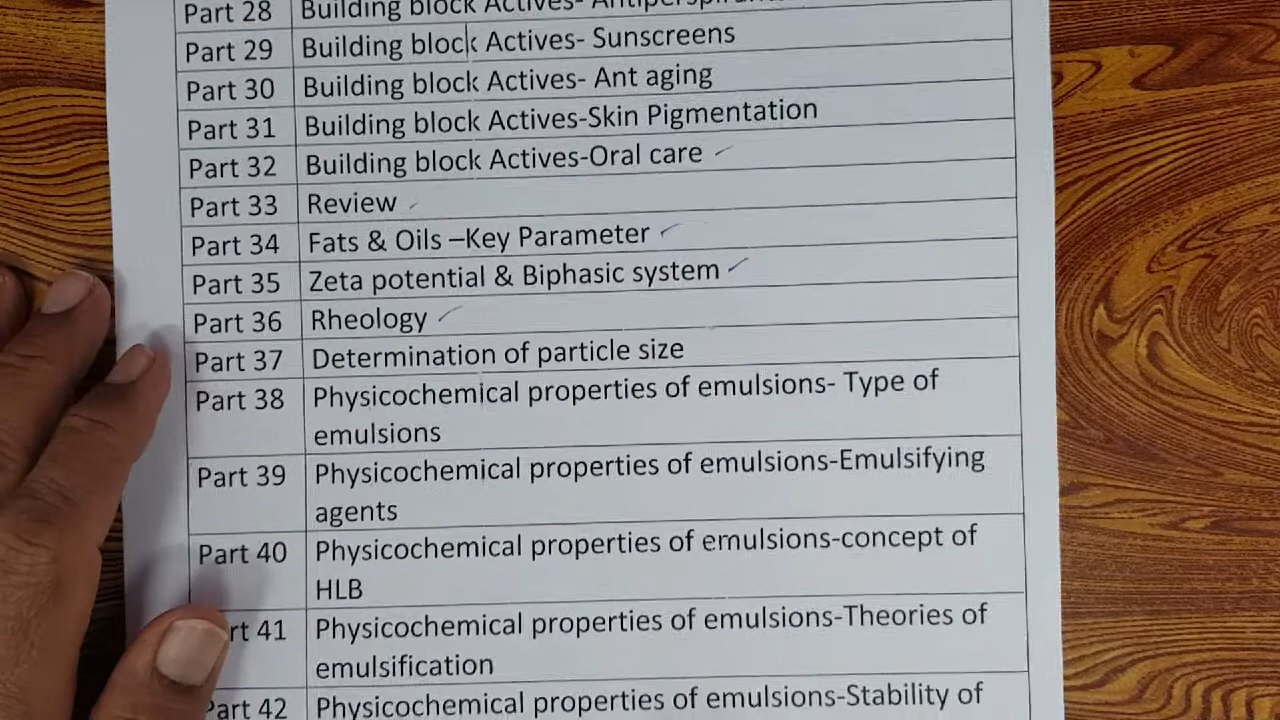 Part 28 Building block Actives- Antiperspirant
Part 29 Building block Actives- Sunscreens
Part 30 Building block Actives- Ant aging
Part 31 Building block Actives-Skin Pigmentation
Part 32 Building block Actives-Oral care
Part 33 Review
Part 34 Fats & Oils –Key Parameter
Part 35 Zeta potential & Biphasic system
Part 36 Rheology
Part 37 Determination of particle size
Part 38 Physicochemical properties of emulsions- Type of
emulsions
Part 39 Physicochemical properties of emulsions-Emulsifying
agents
Part 40 Physicochemical properties of emulsions-concept of
HLB
rt 41 Physicochemical properties of emulsions-Theories of
emulsification
Part 42 Physicochemical properties of emulsions-Stability of